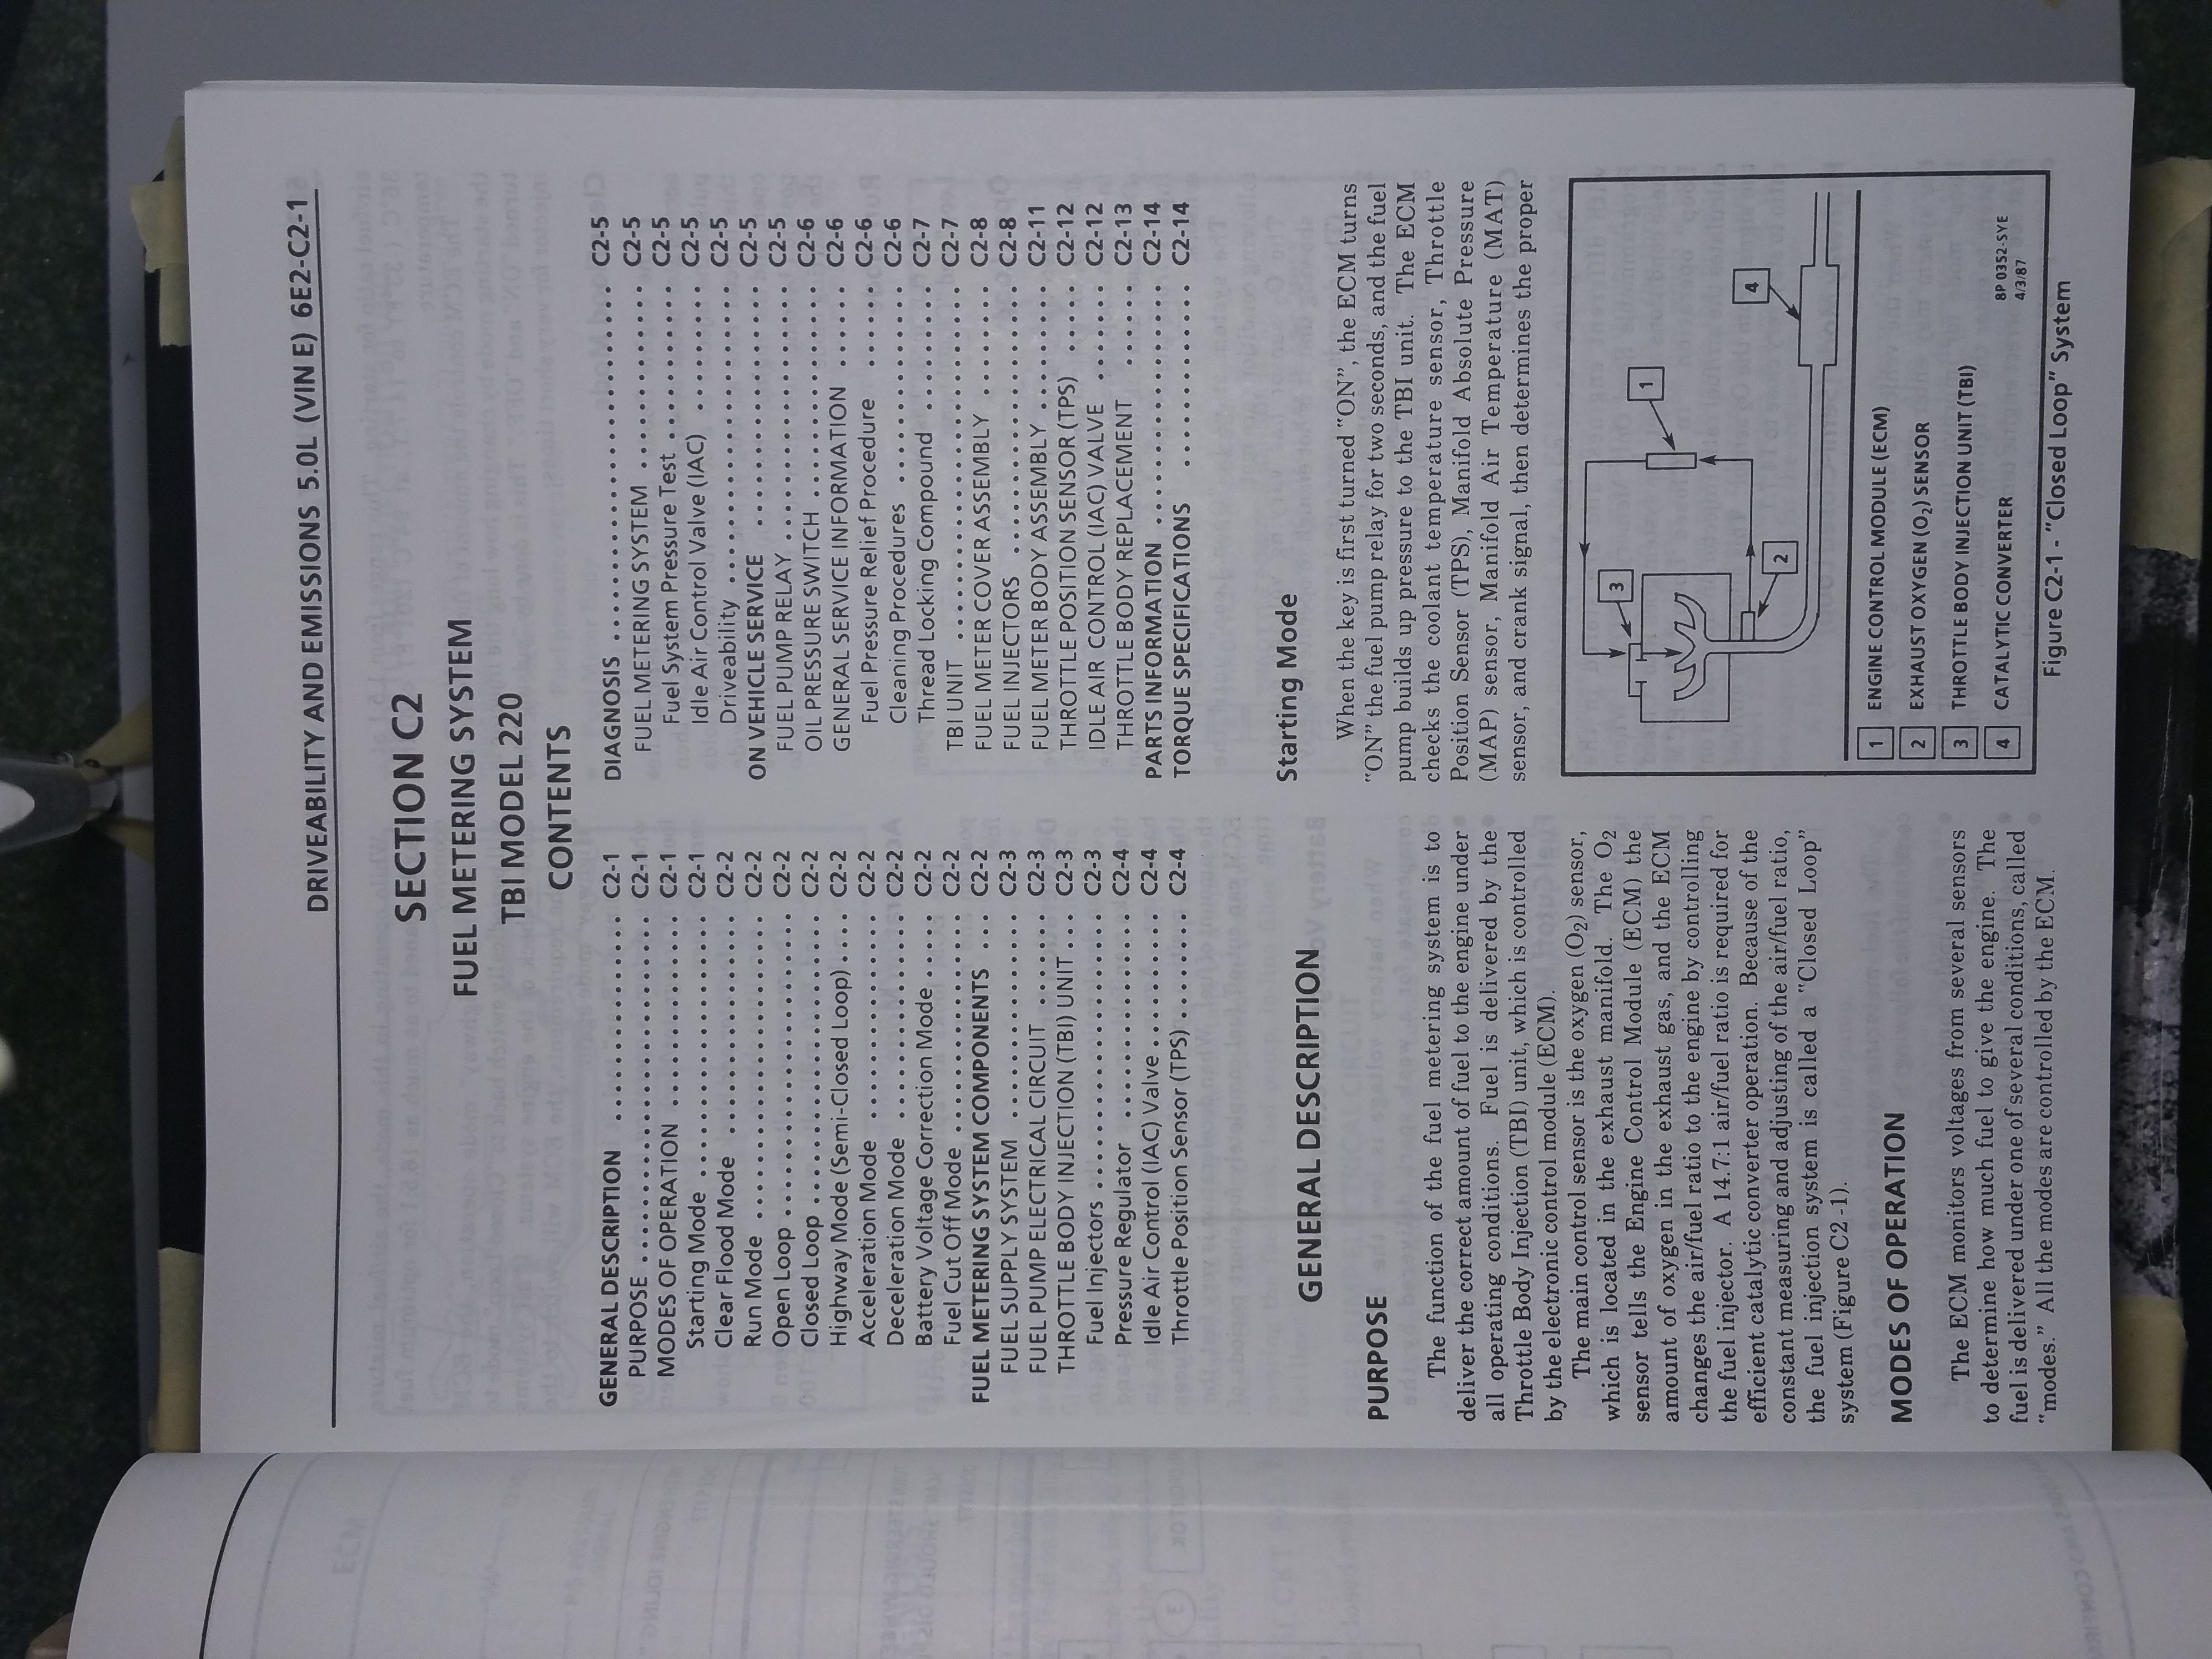 DRIVEABILITY AND EMISSIONS 5.0L (VIN E) 6E2-C2-1
SECTION C2
FUEL METERING SYSTEM
TBI MODEL 220
CONTENTS
GENERAL DESCRIPTION .............. C2-1
PURPOSE ............................ C2-1
MODES OF OPERATION .............. C2-1
Starting Mode ..................... C2-1
Clear Flood Mode .................. C2-2
Run Mode ......................... C2-2
Open Loop ........................ C2-2
Closed Loop ....................... C2-2
Highway Mode (Semi-Closed Loop) .... C2-2
Acceleration Mode ................. C2-2
Deceleration Mode ................. C2-2
Battery Voltage Correction Mode ..... C2-2
Fuel Cut Off Mode .................. C2-2
FUEL METERING SYSTEM COMPONENTS ... C2-2
FUEL SUPPLY SYSTEM ................ C2-3
FUEL PUMP ELECTRICAL CIRCUIT ....... C2-3
THROTTLE BODY INJECTION (TBI) UNIT ... C2-3
Fuel Injectors ...................... C2-3
Pressure Regulator ................. C2-4
Idle Air Control (IAC) Valve ........... C2-4
Throttle Position Sensor (TPS) ........ C2-4
DIAGNOSIS .......................... C2-5
FUEL METERING SYSTEM ............. C2-5
Fuel System Pressure Test ........... C2-5
Idle Air Control Valve (IAC) ......... C2-5
Driveability ........................ C2-5
ON VEHICLE SERVICE ................. C2-5
FUEL PUMP RELAY ................... C2-5
OIL PRESSURE SWITCH ............... C2-6
GENERAL SERVICE INFORMATION ...... C2-6
Fuel Pressure Relief Procedure ...... C2-6
Cleaning Procedures ............... C2-6
Thread Locking Compound .......... C2-7
TBI UNIT ........................... C2-7
FUEL METER COVER ASSEMBLY ........ C2-8
FUEL INJECTORS ..................... C2-8
FUEL METER BODY ASSEMBLY ......... C2-11
THROTTLE POSITION SENSOR (TPS) ..... C2-12
IDLE AIR CONTROL (IAC) VALVE ........ C2-12
THROTTLE BODY REPLACEMENT ...... C2-13
PARTS INFORMATION ................. C2-14
TORQUE SPECIFICATIONS ............. C2-14
GENERAL DESCRIPTION
PURPOSE
The function of the fuel metering system is to
deliver the correct amount of fuel to the engine under
all operating conditions. Fuel is delivered by the
Throttle Body Injection (TBI) unit, which is controlled
by the electronic control module (ECM).
The main control sensor is the oxygen (O2) sensor,
which is located in the exhaust manifold. The O2
sensor tells the Engine Control Module (ECM) the
amount of oxygen in the exhaust gas, and the ECM
changes the air/fuel ratio to the engine by controlling
the fuel injector. A 14.7:1 air/fuel ratio is required for
efficient catalytic converter operation. Because of the
constant measuring and adjusting of the air/fuel ratio,
the fuel injection system is called a "Closed Loop"
system (Figure C2-1).
MODES OF OPERATION
The ECM monitors voltages from several sensors
to determine how much fuel to give the engine. The
fuel is delivered under one of several conditions, called
"modes." All the modes are controlled by the ECM.
Starting Mode
When the key is first turned "ON", the ECM turns
"ON" the fuel pump relay for two seconds, and the fuel
pump builds up pressure to the TBI unit. The ECM
checks the coolant temperature sensor, Throttle
Position Sensor (TPS), Manifold Absolute Pressure
(MAP) sensor, Manifold Air Temperature (MAT)
sensor, and crank signal, then determines the proper
1
2
3
4
1 ENGINE CONTROL MODULE (ECM)
2 EXHAUST OXYGEN (O2) SENSOR
3 THROTTLE BODY INJECTION UNIT (TBI)
4 CATALYTIC CONVERTER
8P 0352-SYE
4/3/87
Figure C2-1 - "Closed Loop" System